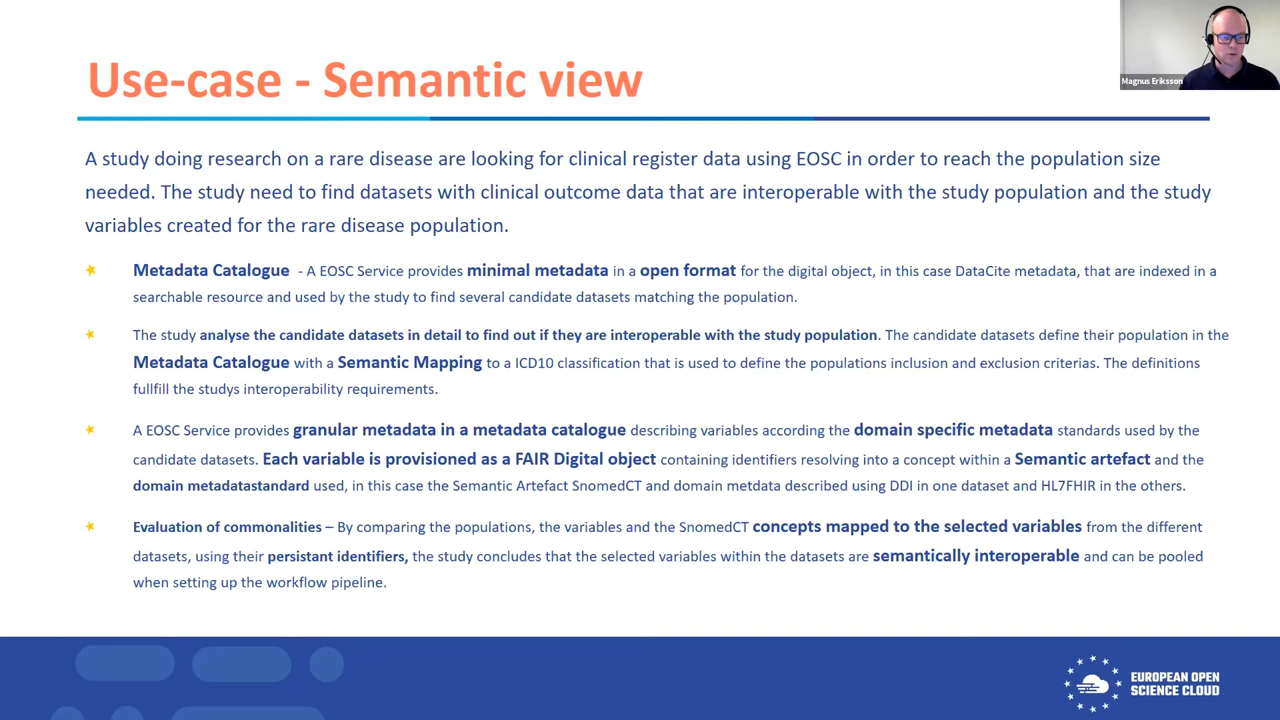 Magnus Eriksson
Use-case - Semantic view
A study doing research on a rare disease are looking for clinical register data using EOSC in order to reach the population size
needed. The study need to find datasets with clinical outcome data that are interoperable with the study population and the study
variables created for the rare disease population.
Metadata Catalogue - A EOSC Service provides minimal metadata in a open format for the digital object, in this case DataCite metadata, that are indexed in a
searchable resource and used by the study to find several candidate datasets matching the population.
The study analyse the candidate datasets in detail to find out if they are interoperable with the study population. The candidate datasets define their population in the
Metadata Catalogue with a Semantic Mapping to a ICD10 classification that is used to define the populations inclusion and exclusion criterias. The definitions
fullfill the studys interoperability requirements.
A EOSC Service provides granular metadata in a metadata catalogue describing variables according the domain specific metadata standards used by the
candidate datasets. Each variable is provisioned as a FAIR Digital object containing identifiers resolving into a concept within a Semantic artefact and the
domain metadatastandard used, in this case the Semantic Artefact SnomedCT and domain metdata described using DDI in one dataset and HL7FHIR in the others.
Evaluation of commonalities – By comparing the populations, the variables and the SnomedCT concepts mapped to the selected variables from the different
datasets, using their persistant identifiers, the study concludes that the selected variables within the datasets are semantically interoperable and can be pooled
when setting up the workflow pipeline.
EUROPEAN OPEN
SCIENCE CLOUD